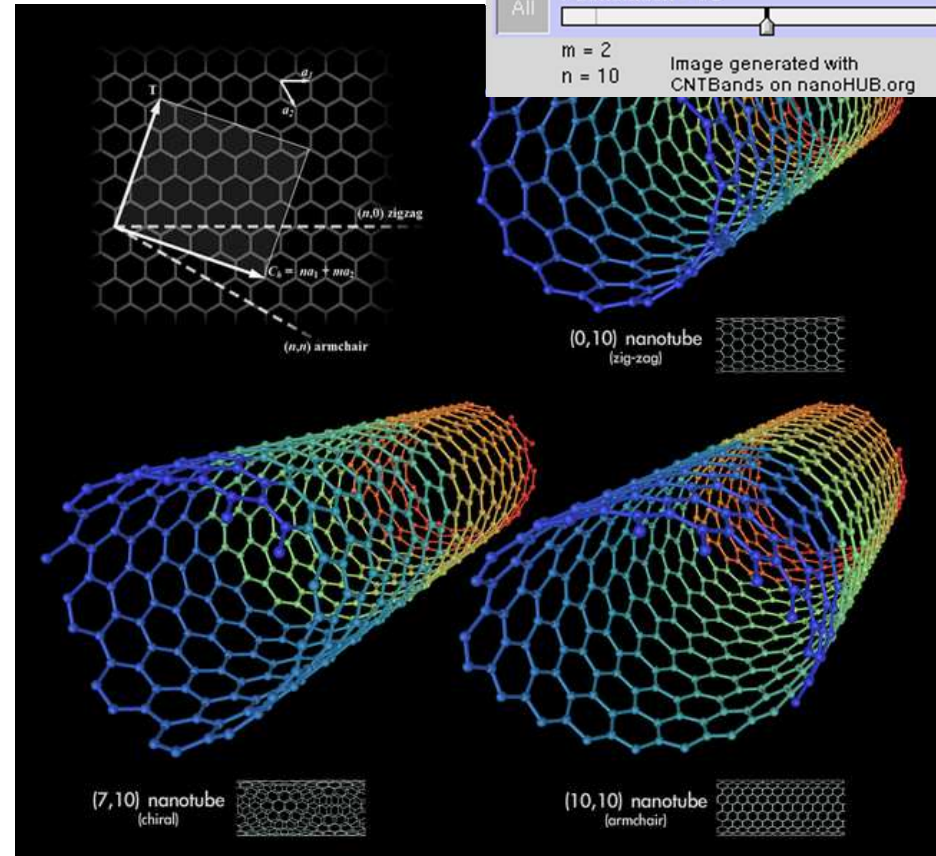 All
m = 2
n = 10
Image generated with
CNTBands on nanoHUB.org
a1
a2
T
(n,0) zigzag
Ch = na1 + ma2
(n,n) armchair
(0,10) nanotube
(zig-zag)
(7,10) nanotube
(chiral)
(10,10) nanotube
(armchair)